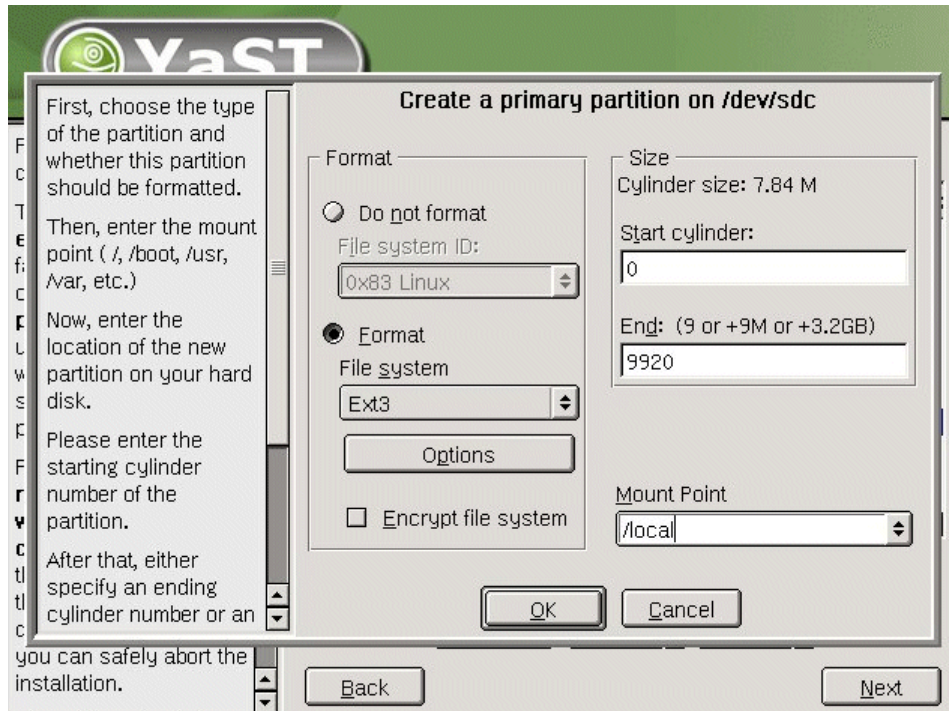 YaST
Create a primary partition on /dev/sdc
First, choose the type
of the partition and
whether this partition
should be formatted.
Then, enter the mount
point ( /, /boot, /usr,
/var, etc.)
Now, enter the
location of the new
partition on your hard
disk.
Please enter the
starting cylinder
number of the
partition.
After that, either
specify an ending
cylinder number or an
Format
Do not format
File system ID:
0x83 Linux
Format
File system
Ext3
Options
Encrypt file system
Size
Cylinder size: 7.84 M
Start cylinder:
0
End: (9 or +9M or +3.2GB)
9920
Mount Point
/local
OK
Cancel
you can safely abort the
installation.
Back
Next